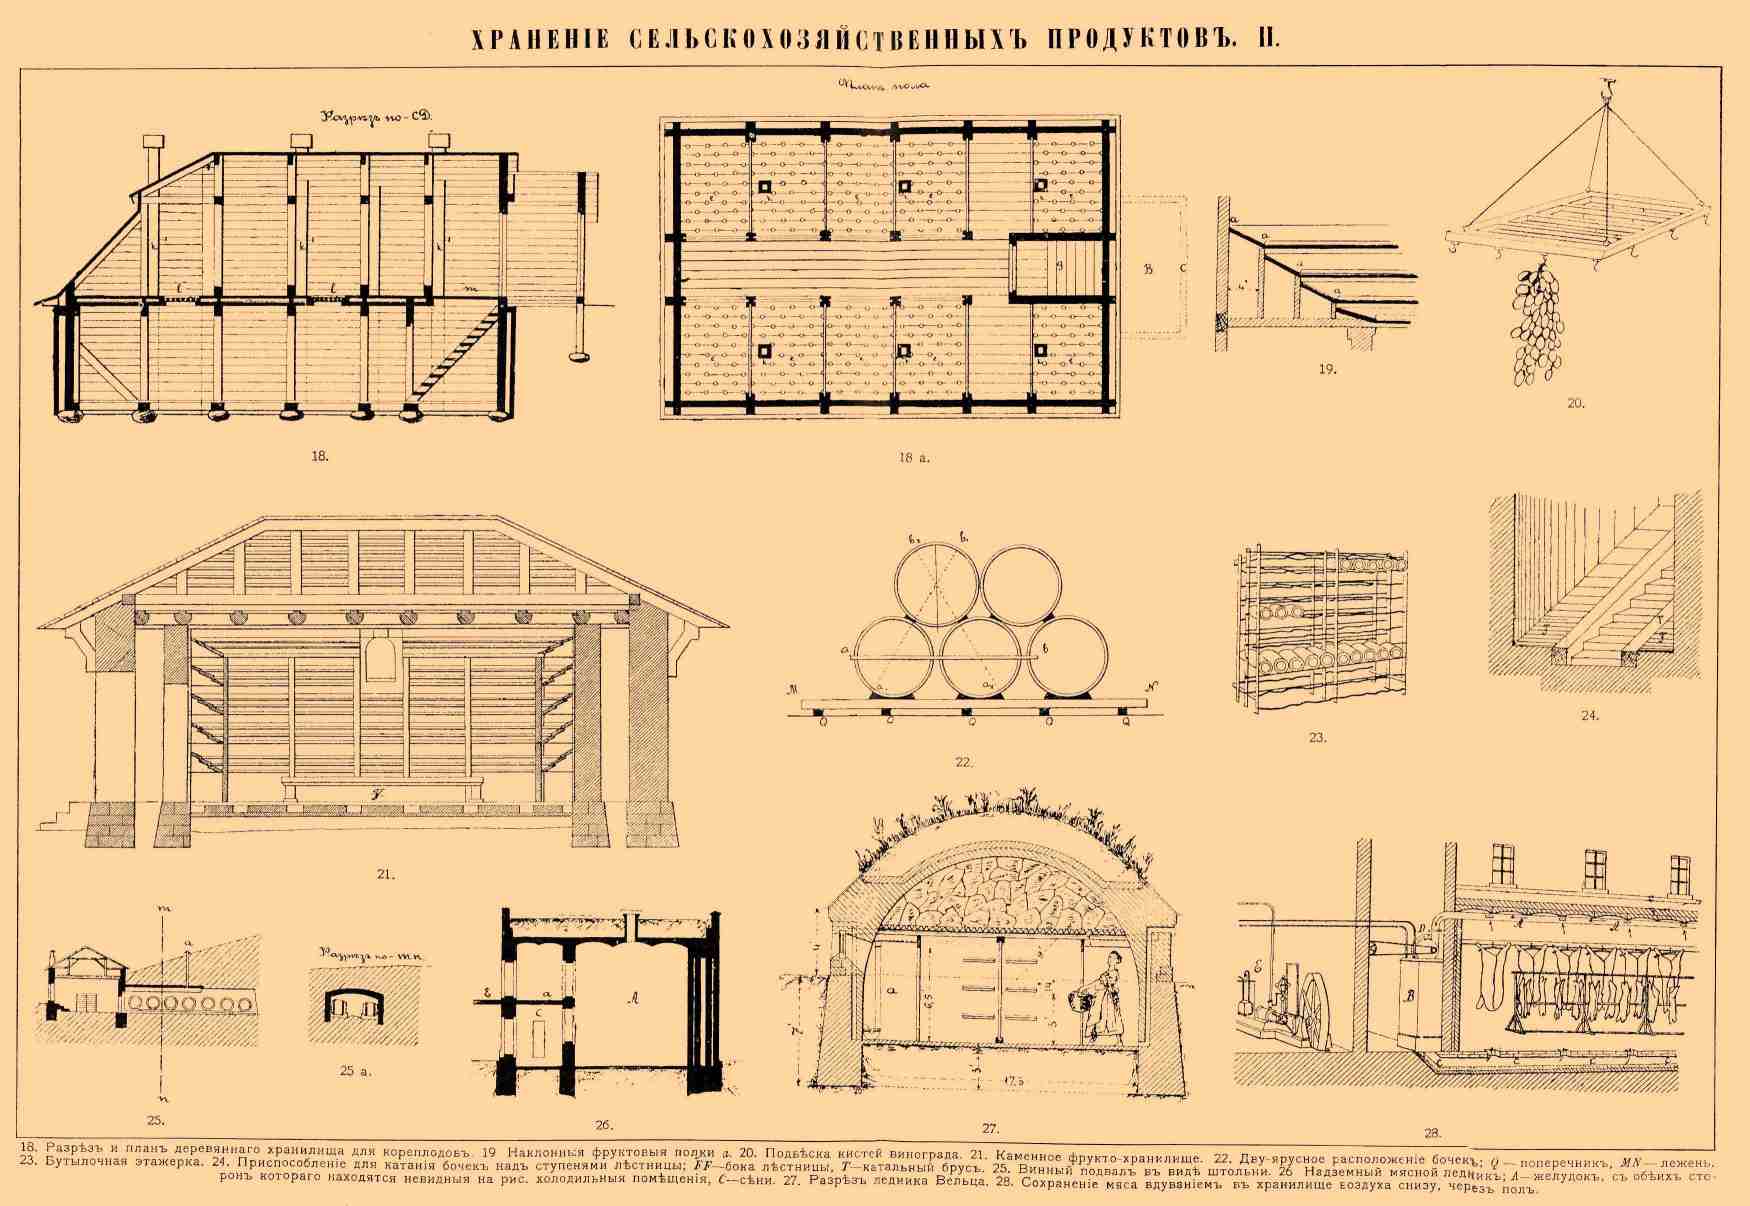 ХРАНЕНІЕ СЕЛЬСКОХОЗЯЙСТВЕННЫХЪ ПРОДУКТОВЪ. II.
Планъ пола
Разрѣзъ по-СД.
B C
19.
20.
18.
18 а.
M N
Q Q Q Q Q
22.
23.
24.
21.
m
Разрѣзъ по-mn.
A
B
25 а.
n
25.
26.
17,5
27.
28.
18. Разрѣзъ и планъ деревяннаго хранилища для кореплодовъ. 19 Наклонныя фруктовыя полки a. 20. Подвѣска кистей винограда. 21. Каменное фрукто-хранилище. 22. Дву-ярусное расположеніе бочекъ; Q — поперечникъ, MN — лежень.
23. Бутылочная этажерка. 24. Приспособленіе для катанія бочекъ надъ ступенями лѣстницы; FF—бока лѣстницы, T—катальный брусъ. 25. Винный подвалъ въ видѣ штольни. 26 Надземный мясной ледникъ; A—желудокъ, съ обѣихъ сто-
ронъ котораго находятся невидныя на рис. холодильныя помѣщенія, C—сѣни. 27. Разрѣзъ ледника Вельца. 28. Сохраненіе мяса вдуваніемъ въ хранилище воздуха снизу, черезъ полъ.